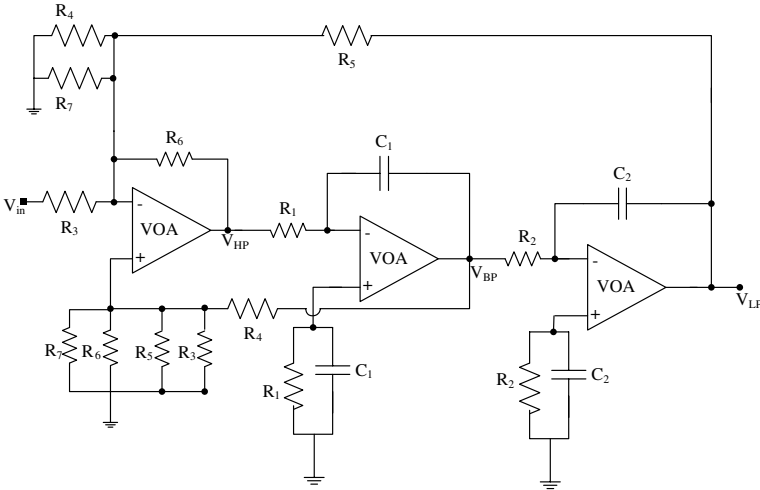 R4
R5
R7
R6
C1
C2
Vin
R3
-
VOA
+
VHP
R1
-
VOA
+
VBP
R2
-
VOA
+
VLP
R7
R6
R5
R3
R4
R1
C1
R2
C2